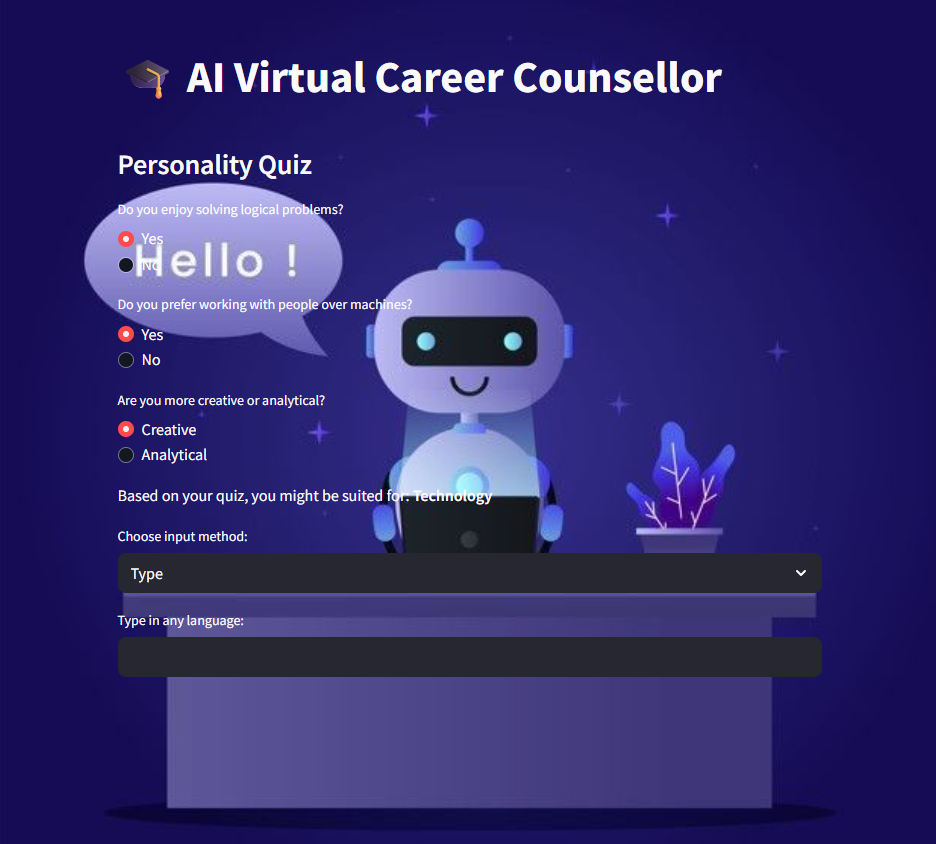 AI Virtual Career Counsellor
Personality Quiz
Do you enjoy solving logical problems?
Yes
No
Hello !
Do you prefer working with people over machines?
Yes
No
Are you more creative or analytical?
Creative
Analytical
Based on your quiz, you might be suited for: Technology
Choose input method:
Type
Type in any language: